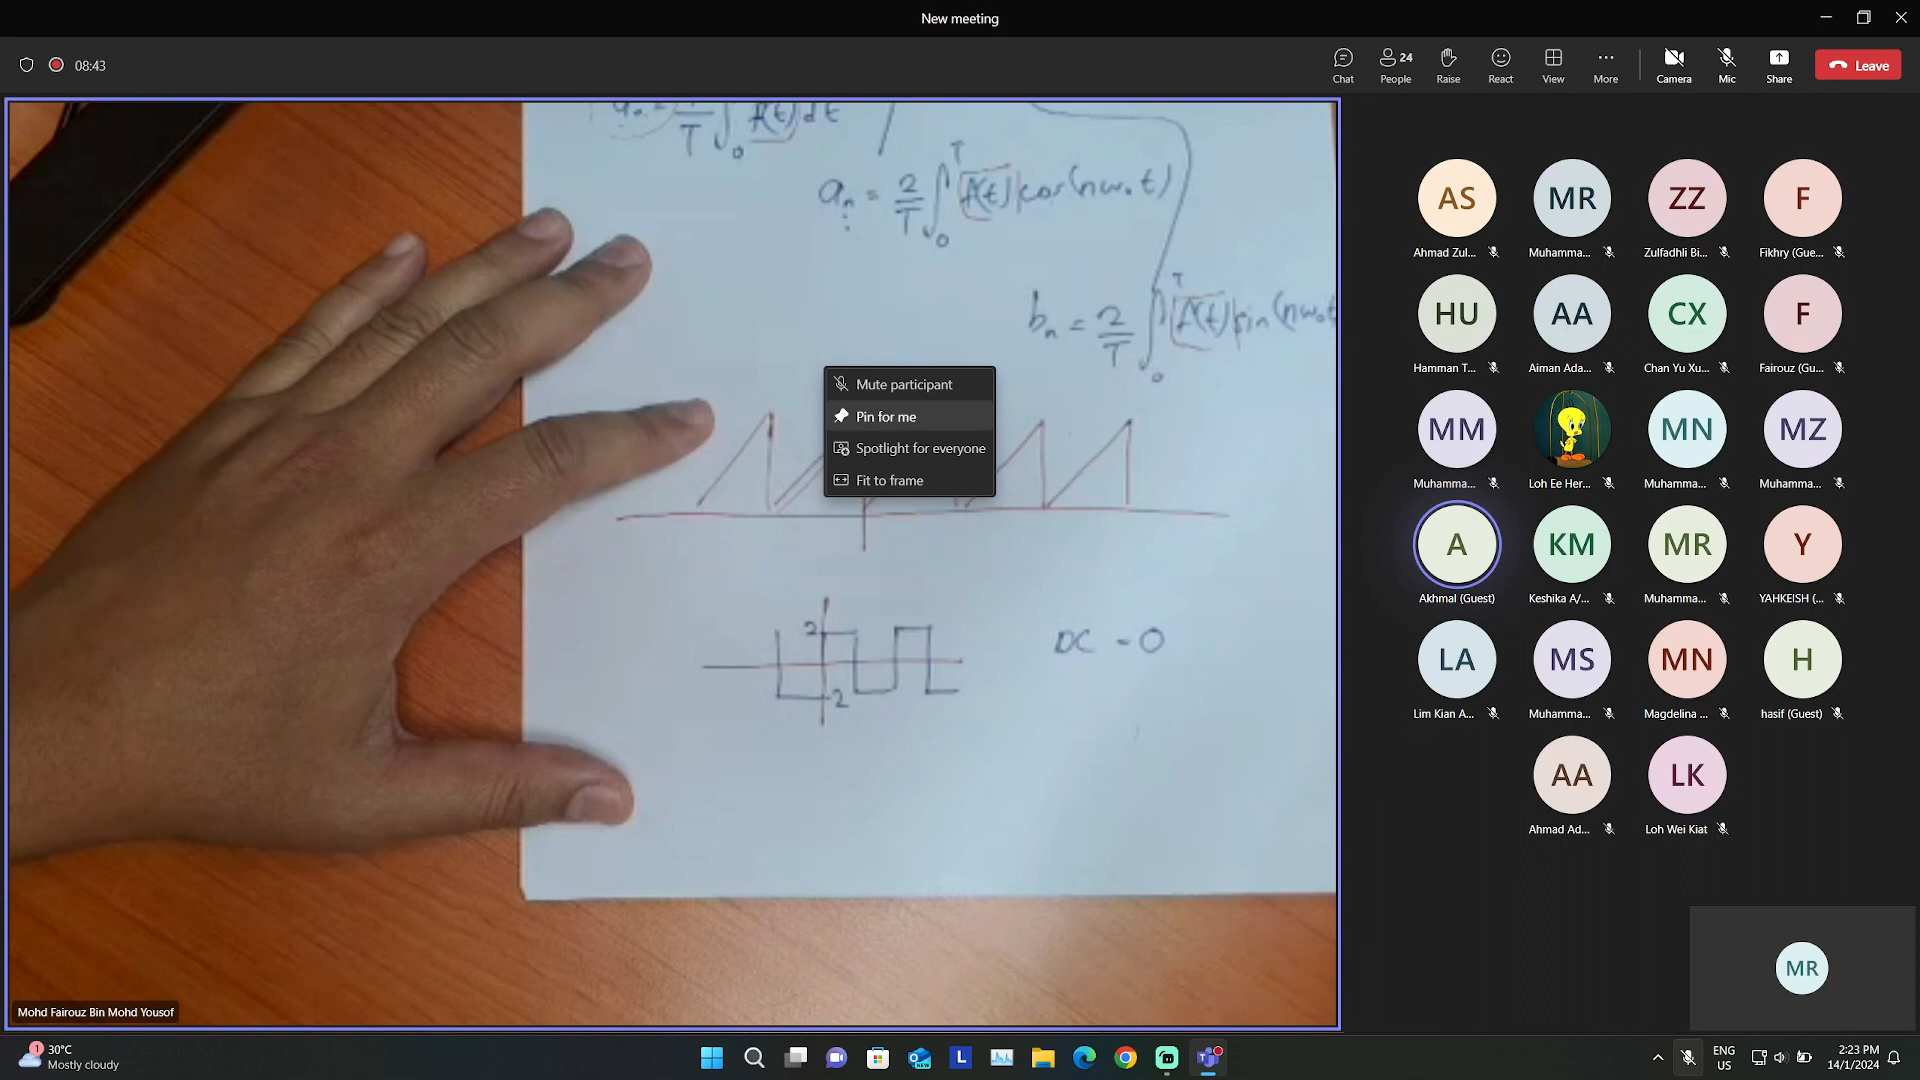 New meeting
08:43
Chat
People 24
Raise
React
View
More
Camera
Mic
Share
Leave
f(t) dt
T
0
T
an = 2/T ∫ f(t) cos(nω₀t)
0
T
bn = 2/T ∫ f(t) sin(nω₀t
0
Mute participant
Pin for me
Spotlight for everyone
Fit to frame
2
DC = 0
-2
Mohd Fairouz Bin Mohd Yousof
AS MR ZZ F
Ahmad Zul... Muhamma... Zulfadhli Bi... Fikhry (Gue...
HU AA CX F
Hamman T... Aiman Ada... Chan Yu Xu... Fairouz (Gu...
MM MN MZ
Muhamma... Loh Ee Her... Muhamma... Muhamma...
A KM MR Y
Akhmal (Guest) Keshika A/... Muhamma... YAHKEISH (...
LA MS MN H
Lim Kian A... Muhamma... Magdelina ... hasif (Guest)
AA LK
Ahmad Ad... Loh Wei Kiat
MR
1
30°C
Mostly cloudy
NEW
L
ENG
US
2:23 PM
14/1/2024